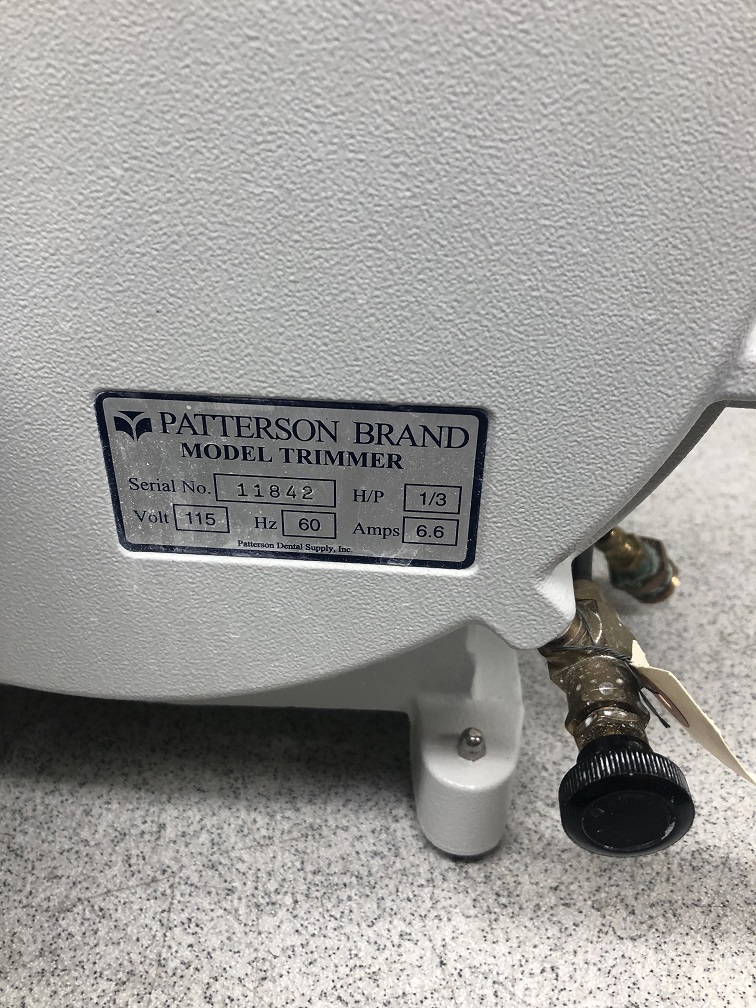 PATTERSON BRAND
MODEL TRIMMER
Serial No. 11842 H/P 1/3
Volt 115 Hz 60 Amps 6.6
Patterson Dental Supply, Inc.